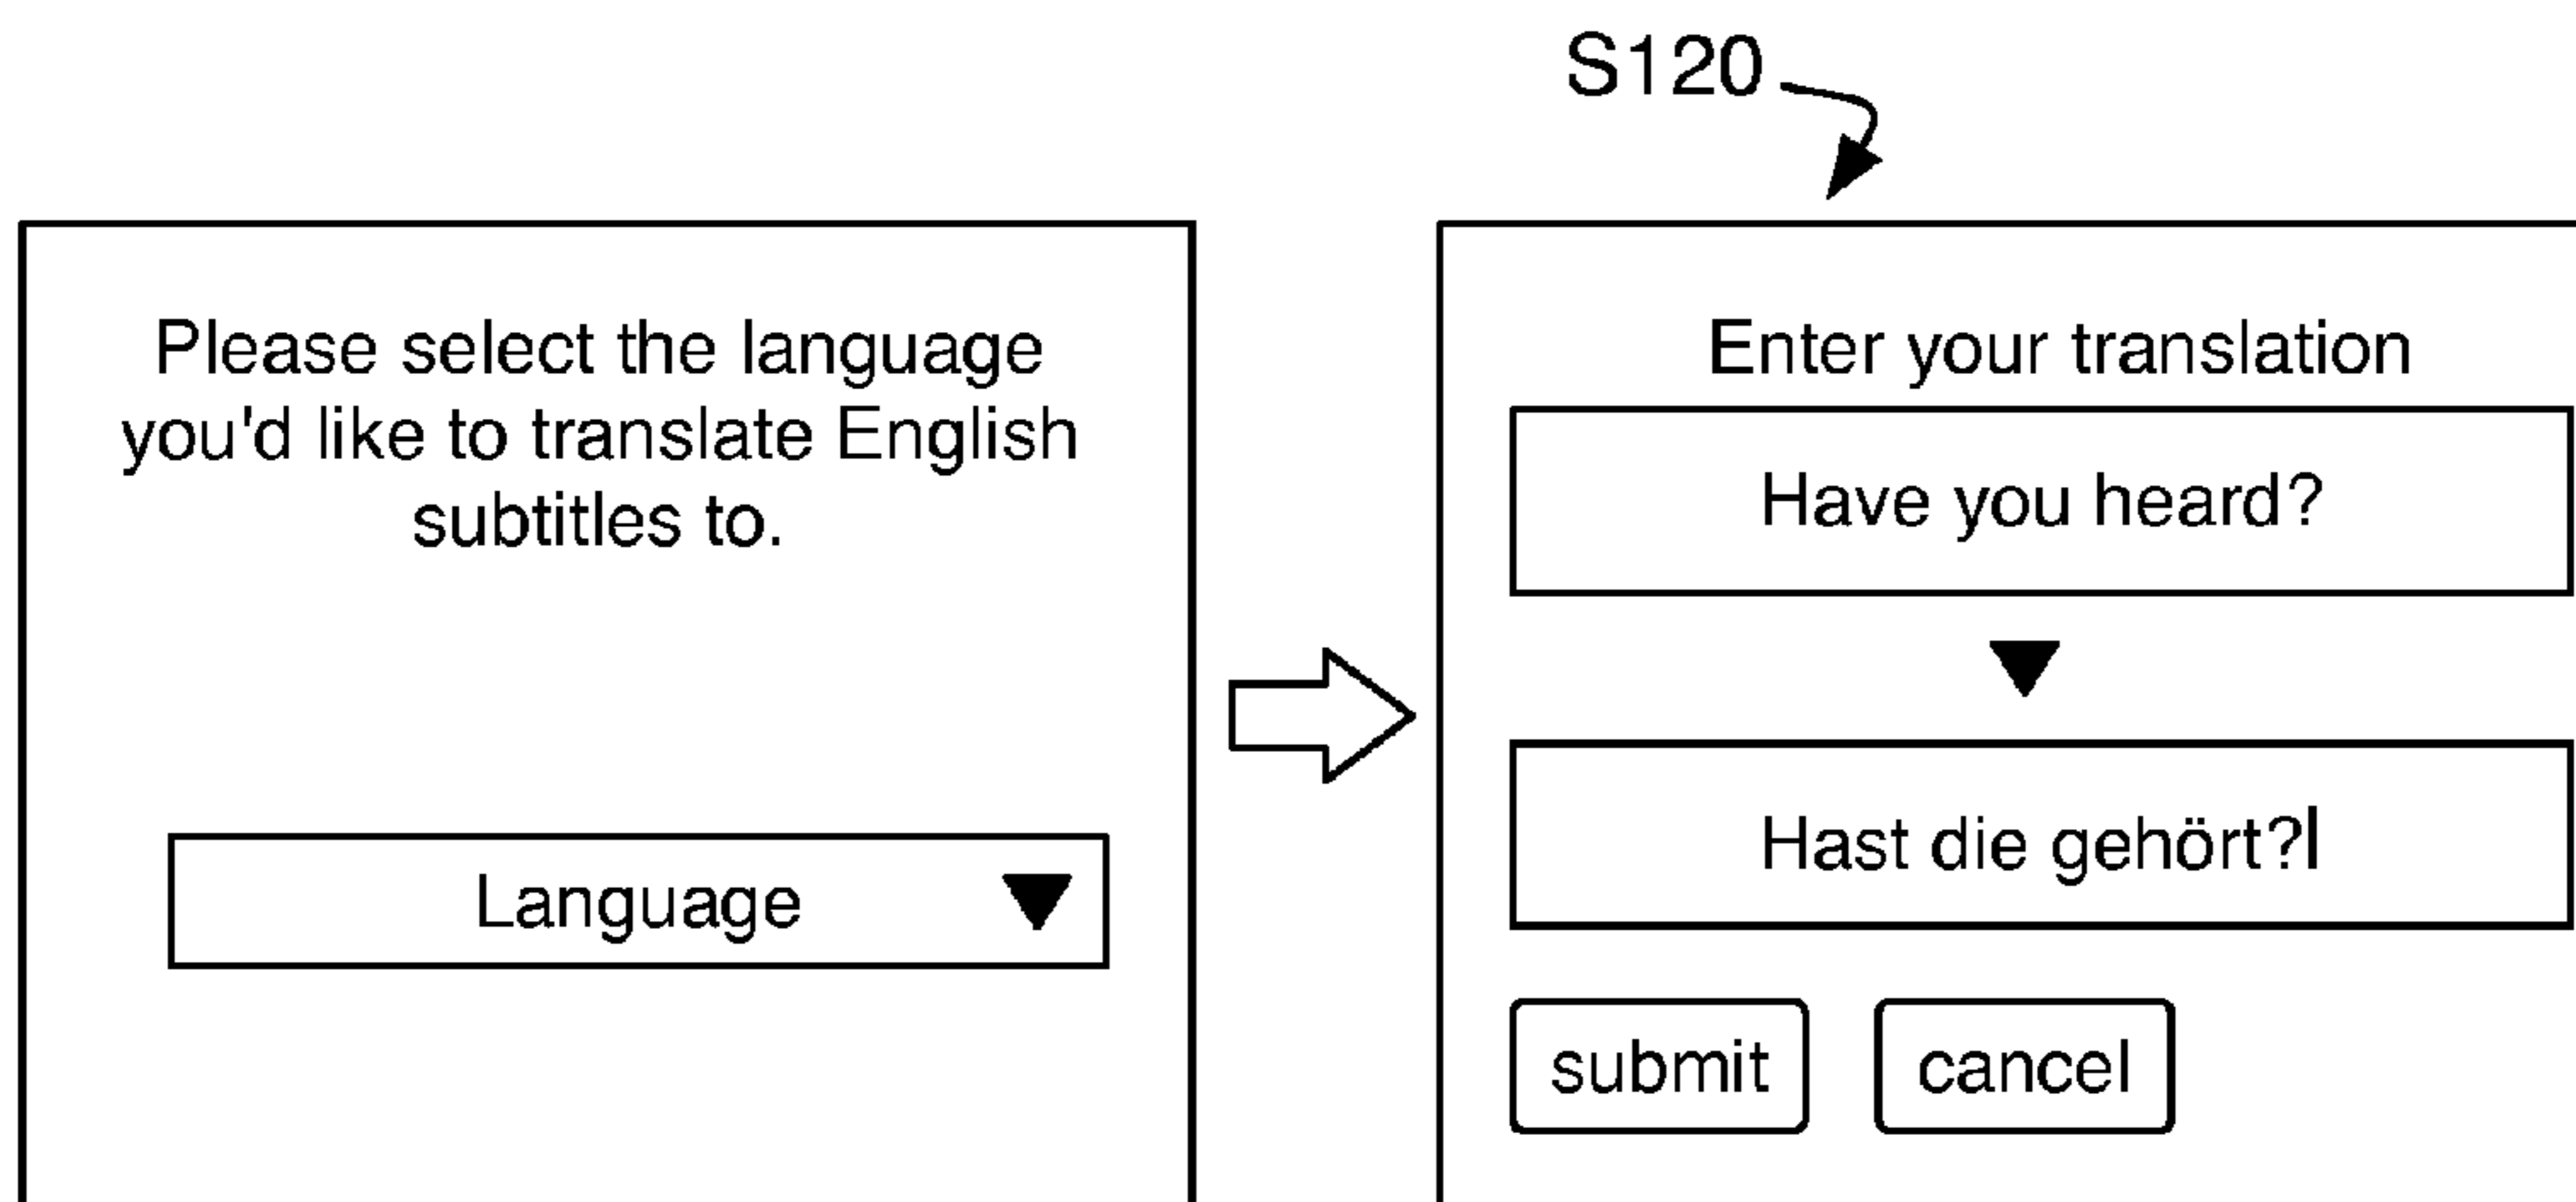 S120
Please select the language
you'd like to translate English
subtitles to.
Language
Enter your translation
Have you heard?
Hast die gehört?
submit
cancel